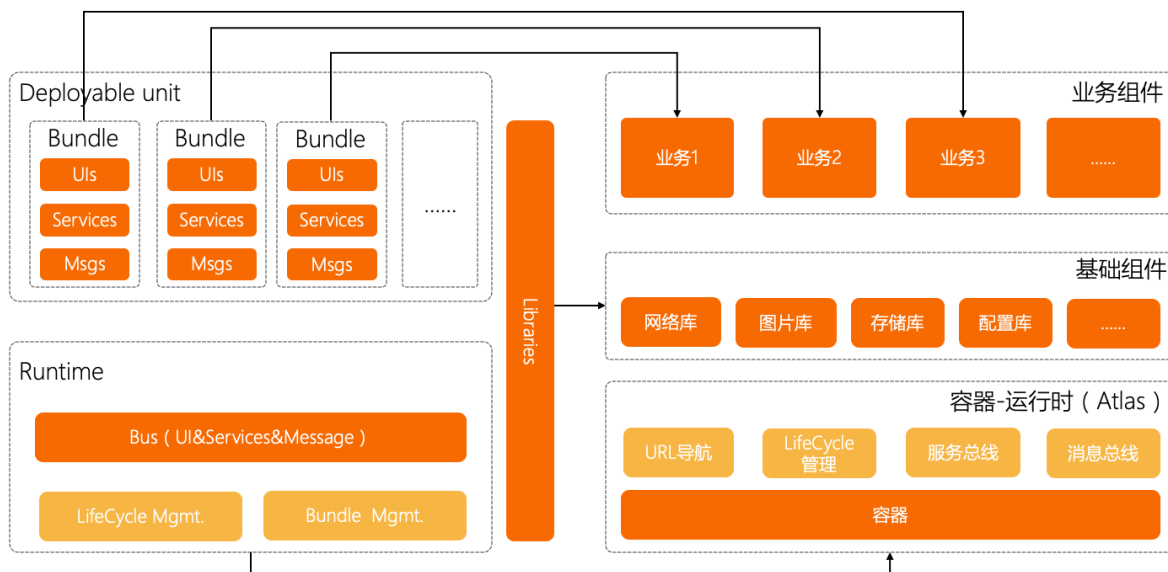 Deployable unit
Bundle
UIs
Services
Msgs
Bundle
UIs
Services
Msgs
Bundle
UIs
Services
Msgs
......
Runtime
Bus（UI&Services&Message）
LifeCycle Mgmt.
Bundle Mgmt.
Libraries
业务组件
业务1
业务2
业务3
......
基础组件
网络库
图片库
存储库
配置库
......
容器-运行时（Atlas）
URL导航
LifeCycle
管理
服务总线
消息总线
容器